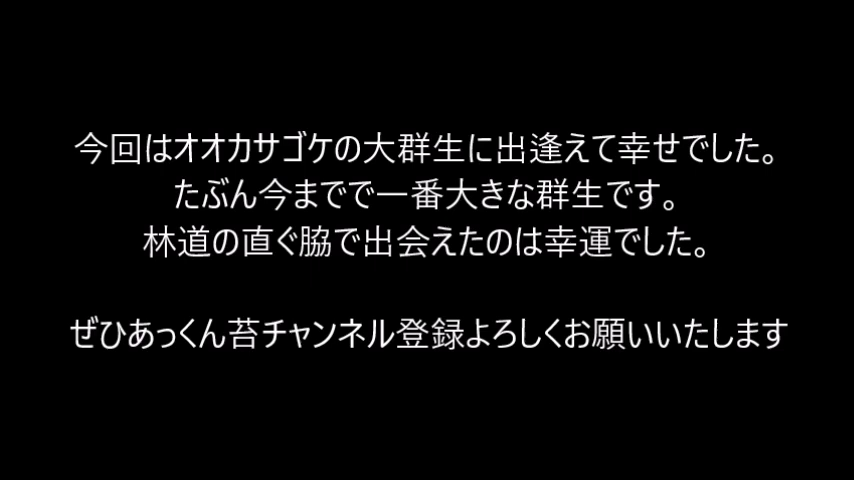 今回はオオカサゴケの大群生に出逢えて幸せでした。
たぶん今までで一番大きな群生です。
林道の直ぐ脇で出会えたのは幸運でした。
ぜひあっくん苔チャンネル登録よろしくお願いいたします